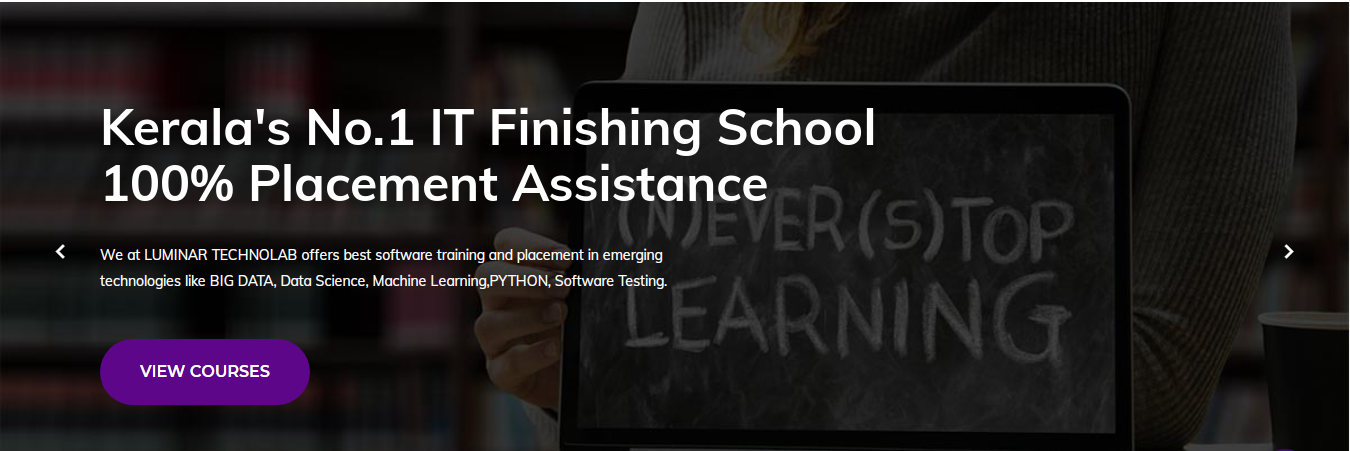 Kerala's No.1 IT Finishing School
100% Placement Assistance
We at LUMINAR TECHNOLAB offers best software training and placement in emerging
technologies like BIG DATA, Data Science, Machine Learning,PYTHON, Software Testing.
VIEW COURSES
(N)EVER (S)TOP
LEARNING